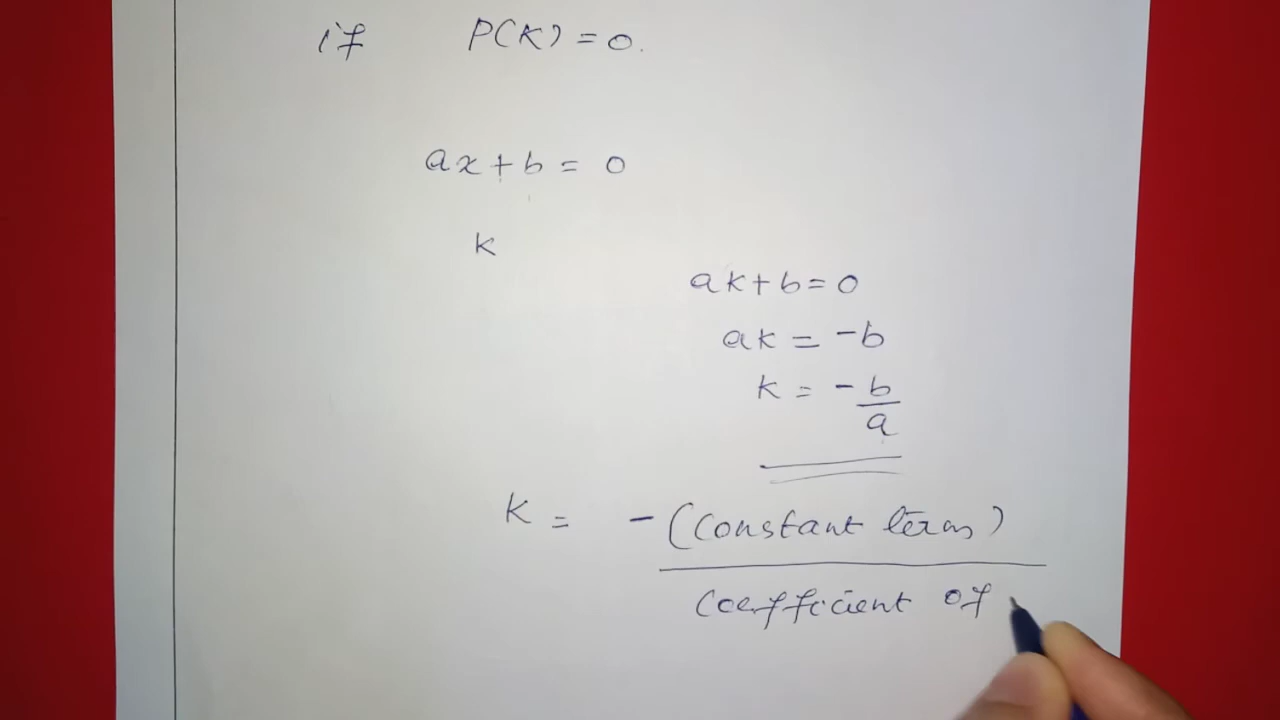 if P(K) = 0.
ax + b = 0
k
ak + b = 0
ak = -b
k = - b/a
K = - (Constant term)
Coefficient of